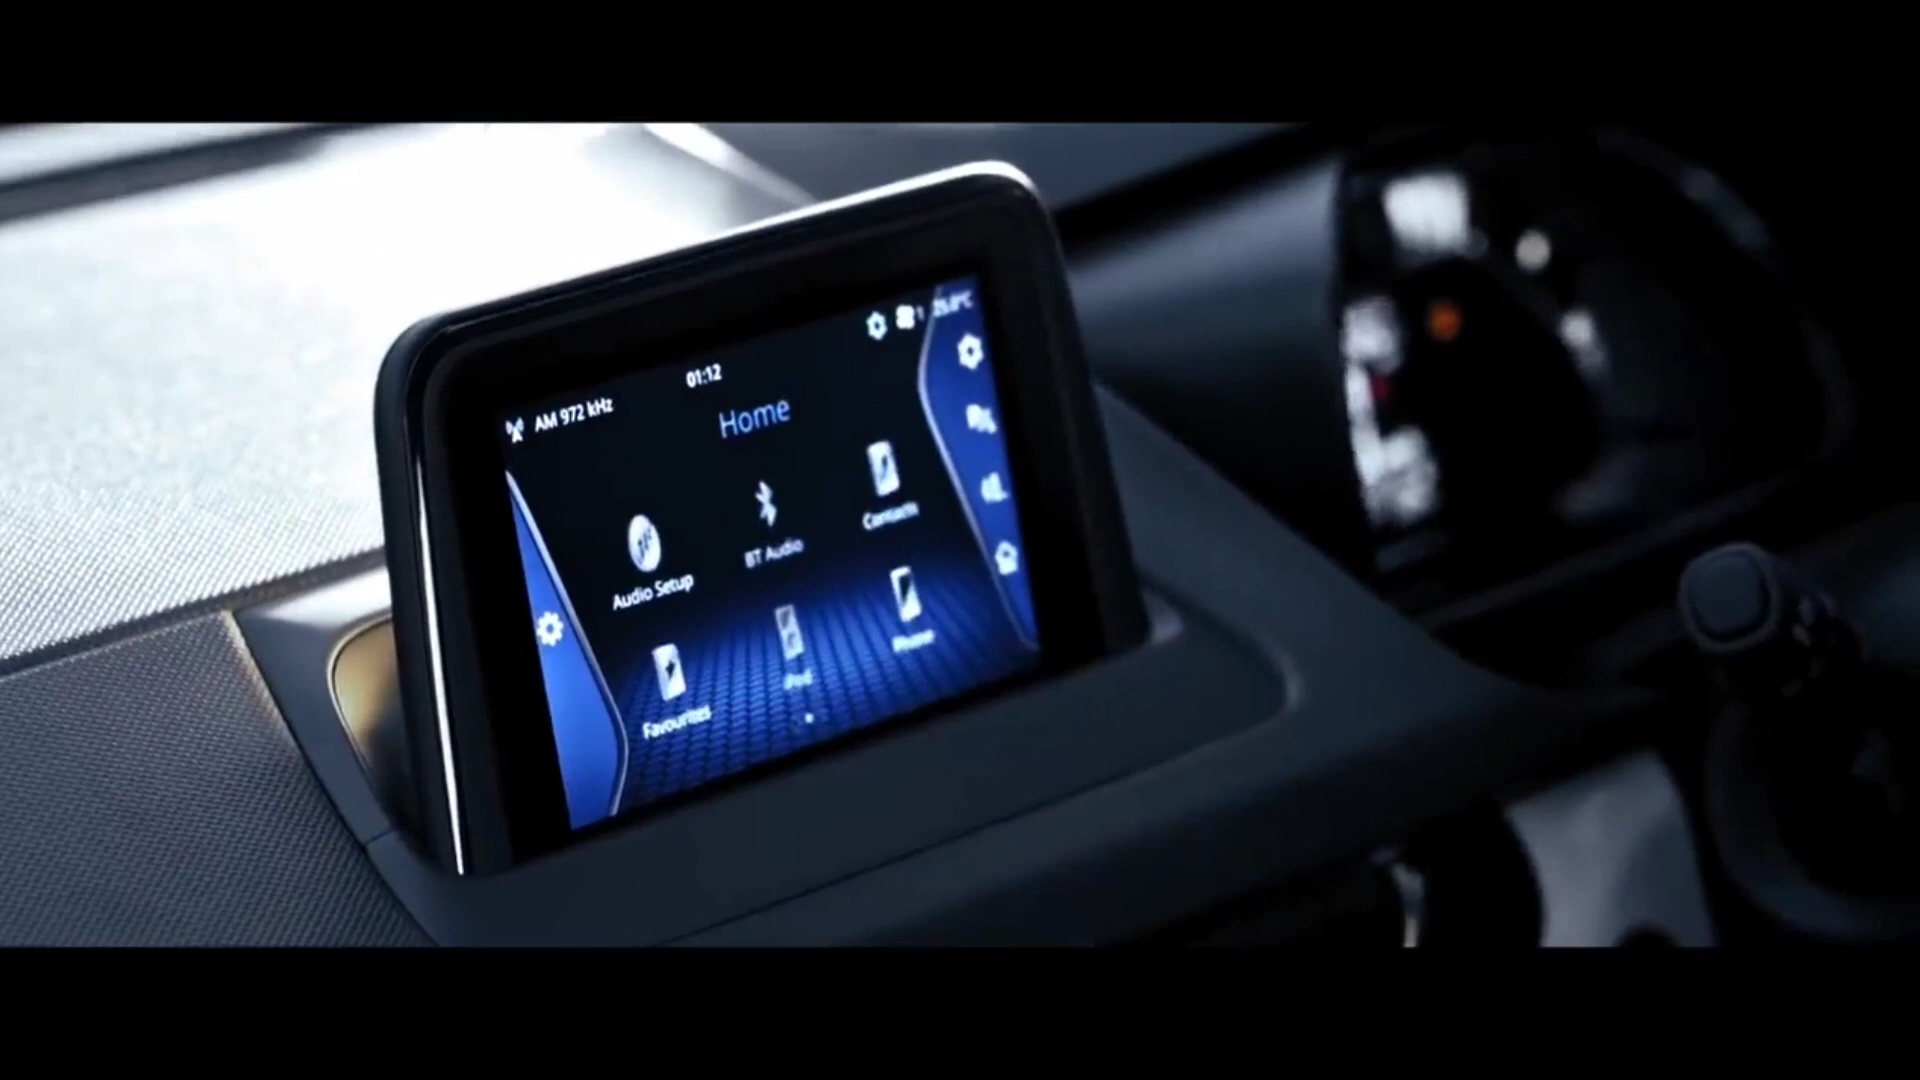 AM 972 kHz
01:12
Home
Audio Setup
BT Audio
Contacts
Favourites
iPod
Phone